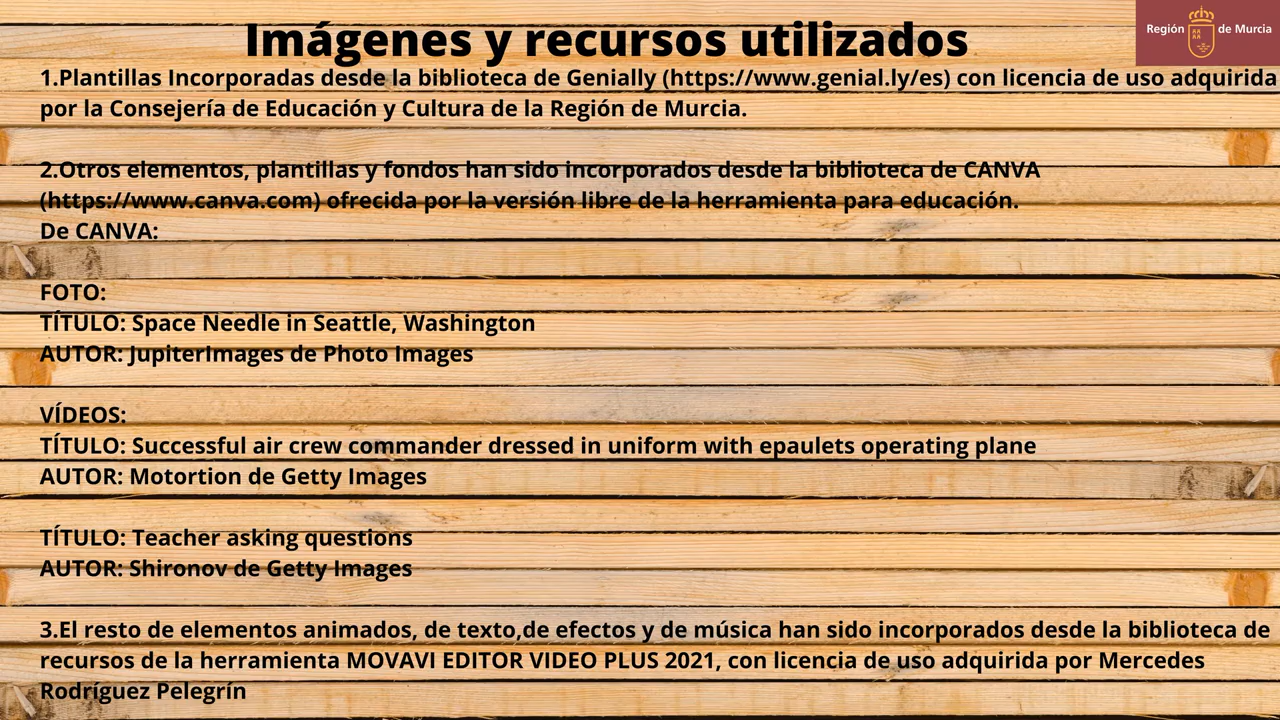 Imágenes y recursos utilizados
Región de Murcia
1.Plantillas Incorporadas desde la biblioteca de Genially (https://www.genial.ly/es) con licencia de uso adquirida
por la Consejería de Educación y Cultura de la Región de Murcia.
2.Otros elementos, plantillas y fondos han sido incorporados desde la biblioteca de CANVA
(https://www.canva.com) ofrecida por la versión libre de la herramienta para educación.
De CANVA:
FOTO:
TÍTULO: Space Needle in Seattle, Washington
AUTOR: JupiterImages de Photo Images
VÍDEOS:
TÍTULO: Successful air crew commander dressed in uniform with epaulets operating plane
AUTOR: Motortion de Getty Images
TÍTULO: Teacher asking questions
AUTOR: Shironov de Getty Images
3.El resto de elementos animados, de texto,de efectos y de música han sido incorporados desde la biblioteca de
recursos de la herramienta MOVAVI EDITOR VIDEO PLUS 2021, con licencia de uso adquirida por Mercedes
Rodríguez Pelegrín